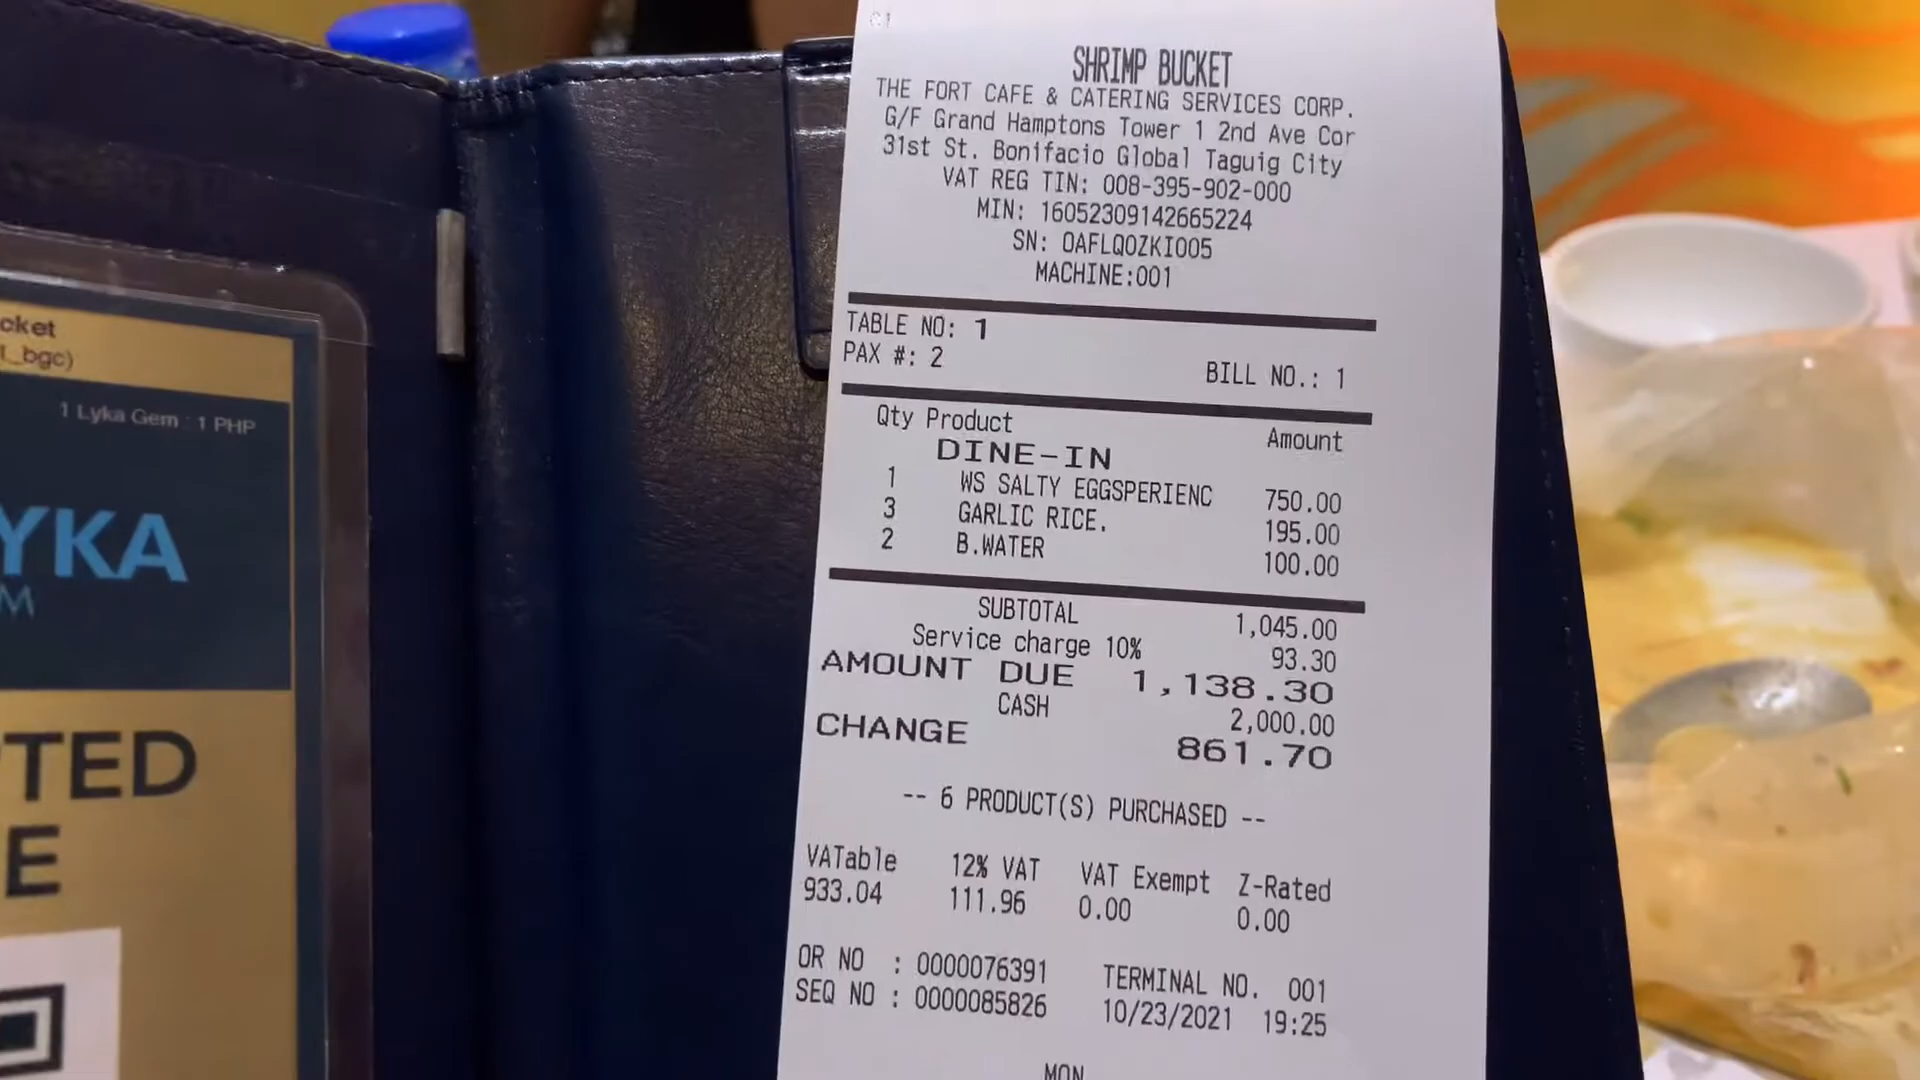 SHRIMP BUCKET
THE FORT CAFE & CATERING SERVICES CORP.
G/F Grand Hamptons Tower 1 2nd Ave Cor
31st St. Bonifacio Global Taguig City
VAT REG TIN: 008-395-902-000
MIN: 16052309142665224
SN: OAFLQOZKI005
MACHINE:001
TABLE NO: 1
PAX #: 2 BILL NO.: 1
Qty Product Amount
DINE-IN
1 WS SALTY EGGSPERIENC 750.00
3 GARLIC RICE. 195.00
2 B.WATER 100.00
SUBTOTAL 1,045.00
Service charge 10% 93.30
AMOUNT DUE 1,138.30
CASH 2,000.00
CHANGE 861.70
-- 6 PRODUCT(S) PURCHASED --
VATable 12% VAT VAT Exempt Z-Rated
933.04 111.96 0.00 0.00
OR NO : 0000076391 TERMINAL NO. 001
SEQ NO : 0000085826 10/23/2021 19:25
cket
_bgc)
1 Lyka Gem : 1 PHP
YKA
M
TED
E